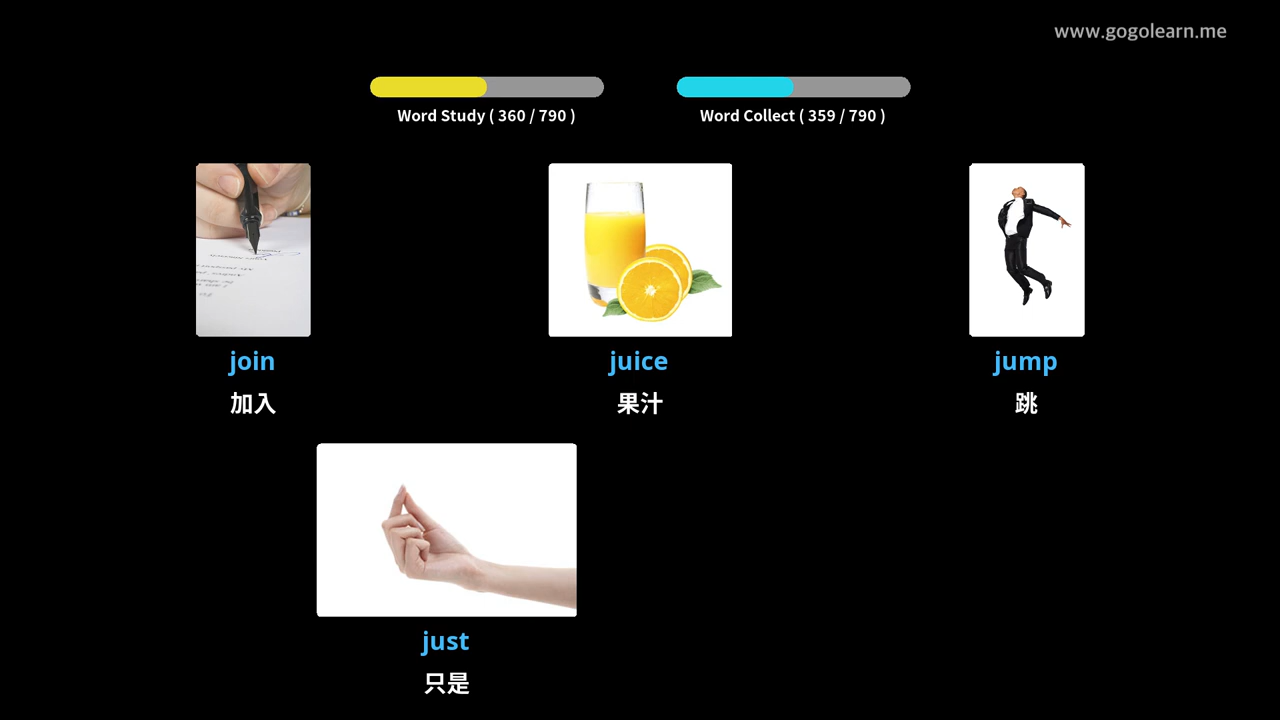 www.gogolearn.me
Word Study ( 360 / 790 )
Word Collect ( 359 / 790 )
join
加入
juice
果汁
jump
跳
just
只是